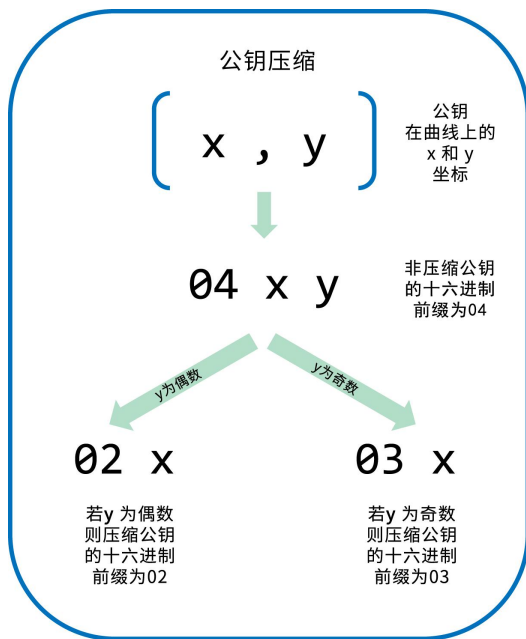 公钥压缩
x , y
公钥
在曲线上的
x 和 y
坐标
04 x y
非压缩公钥
的十六进制
前缀为04
y为偶数
y为奇数
02 x
03 x
若y 为偶数
则压缩公钥
的十六进制
前缀为02
若y 为奇数
则压缩公钥
的十六进制
前缀为03